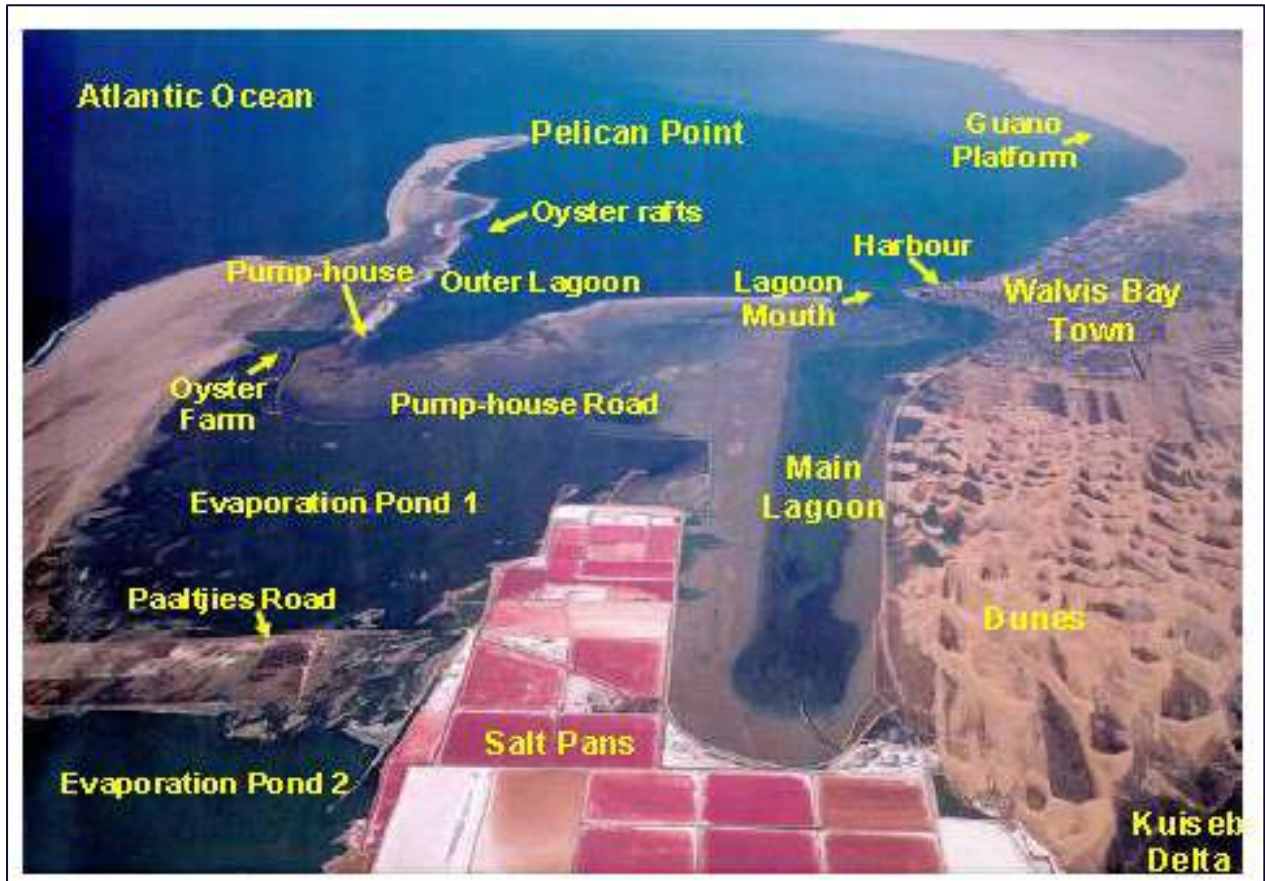 Atlantic Ocean
Pelican Point
Guano
Platform
Oyster rafts
Harbour
Pump-house
Outer Lagoon
Lagoon
Mouth
Walvis Bay
Town
Oyster
Farm
Pump-house Road
Main
Lagoon
Evaporation Pond 1
Paaltjies Road
Dunes
Salt Pans
Evaporation Pond 2
Kuiseb
Delta